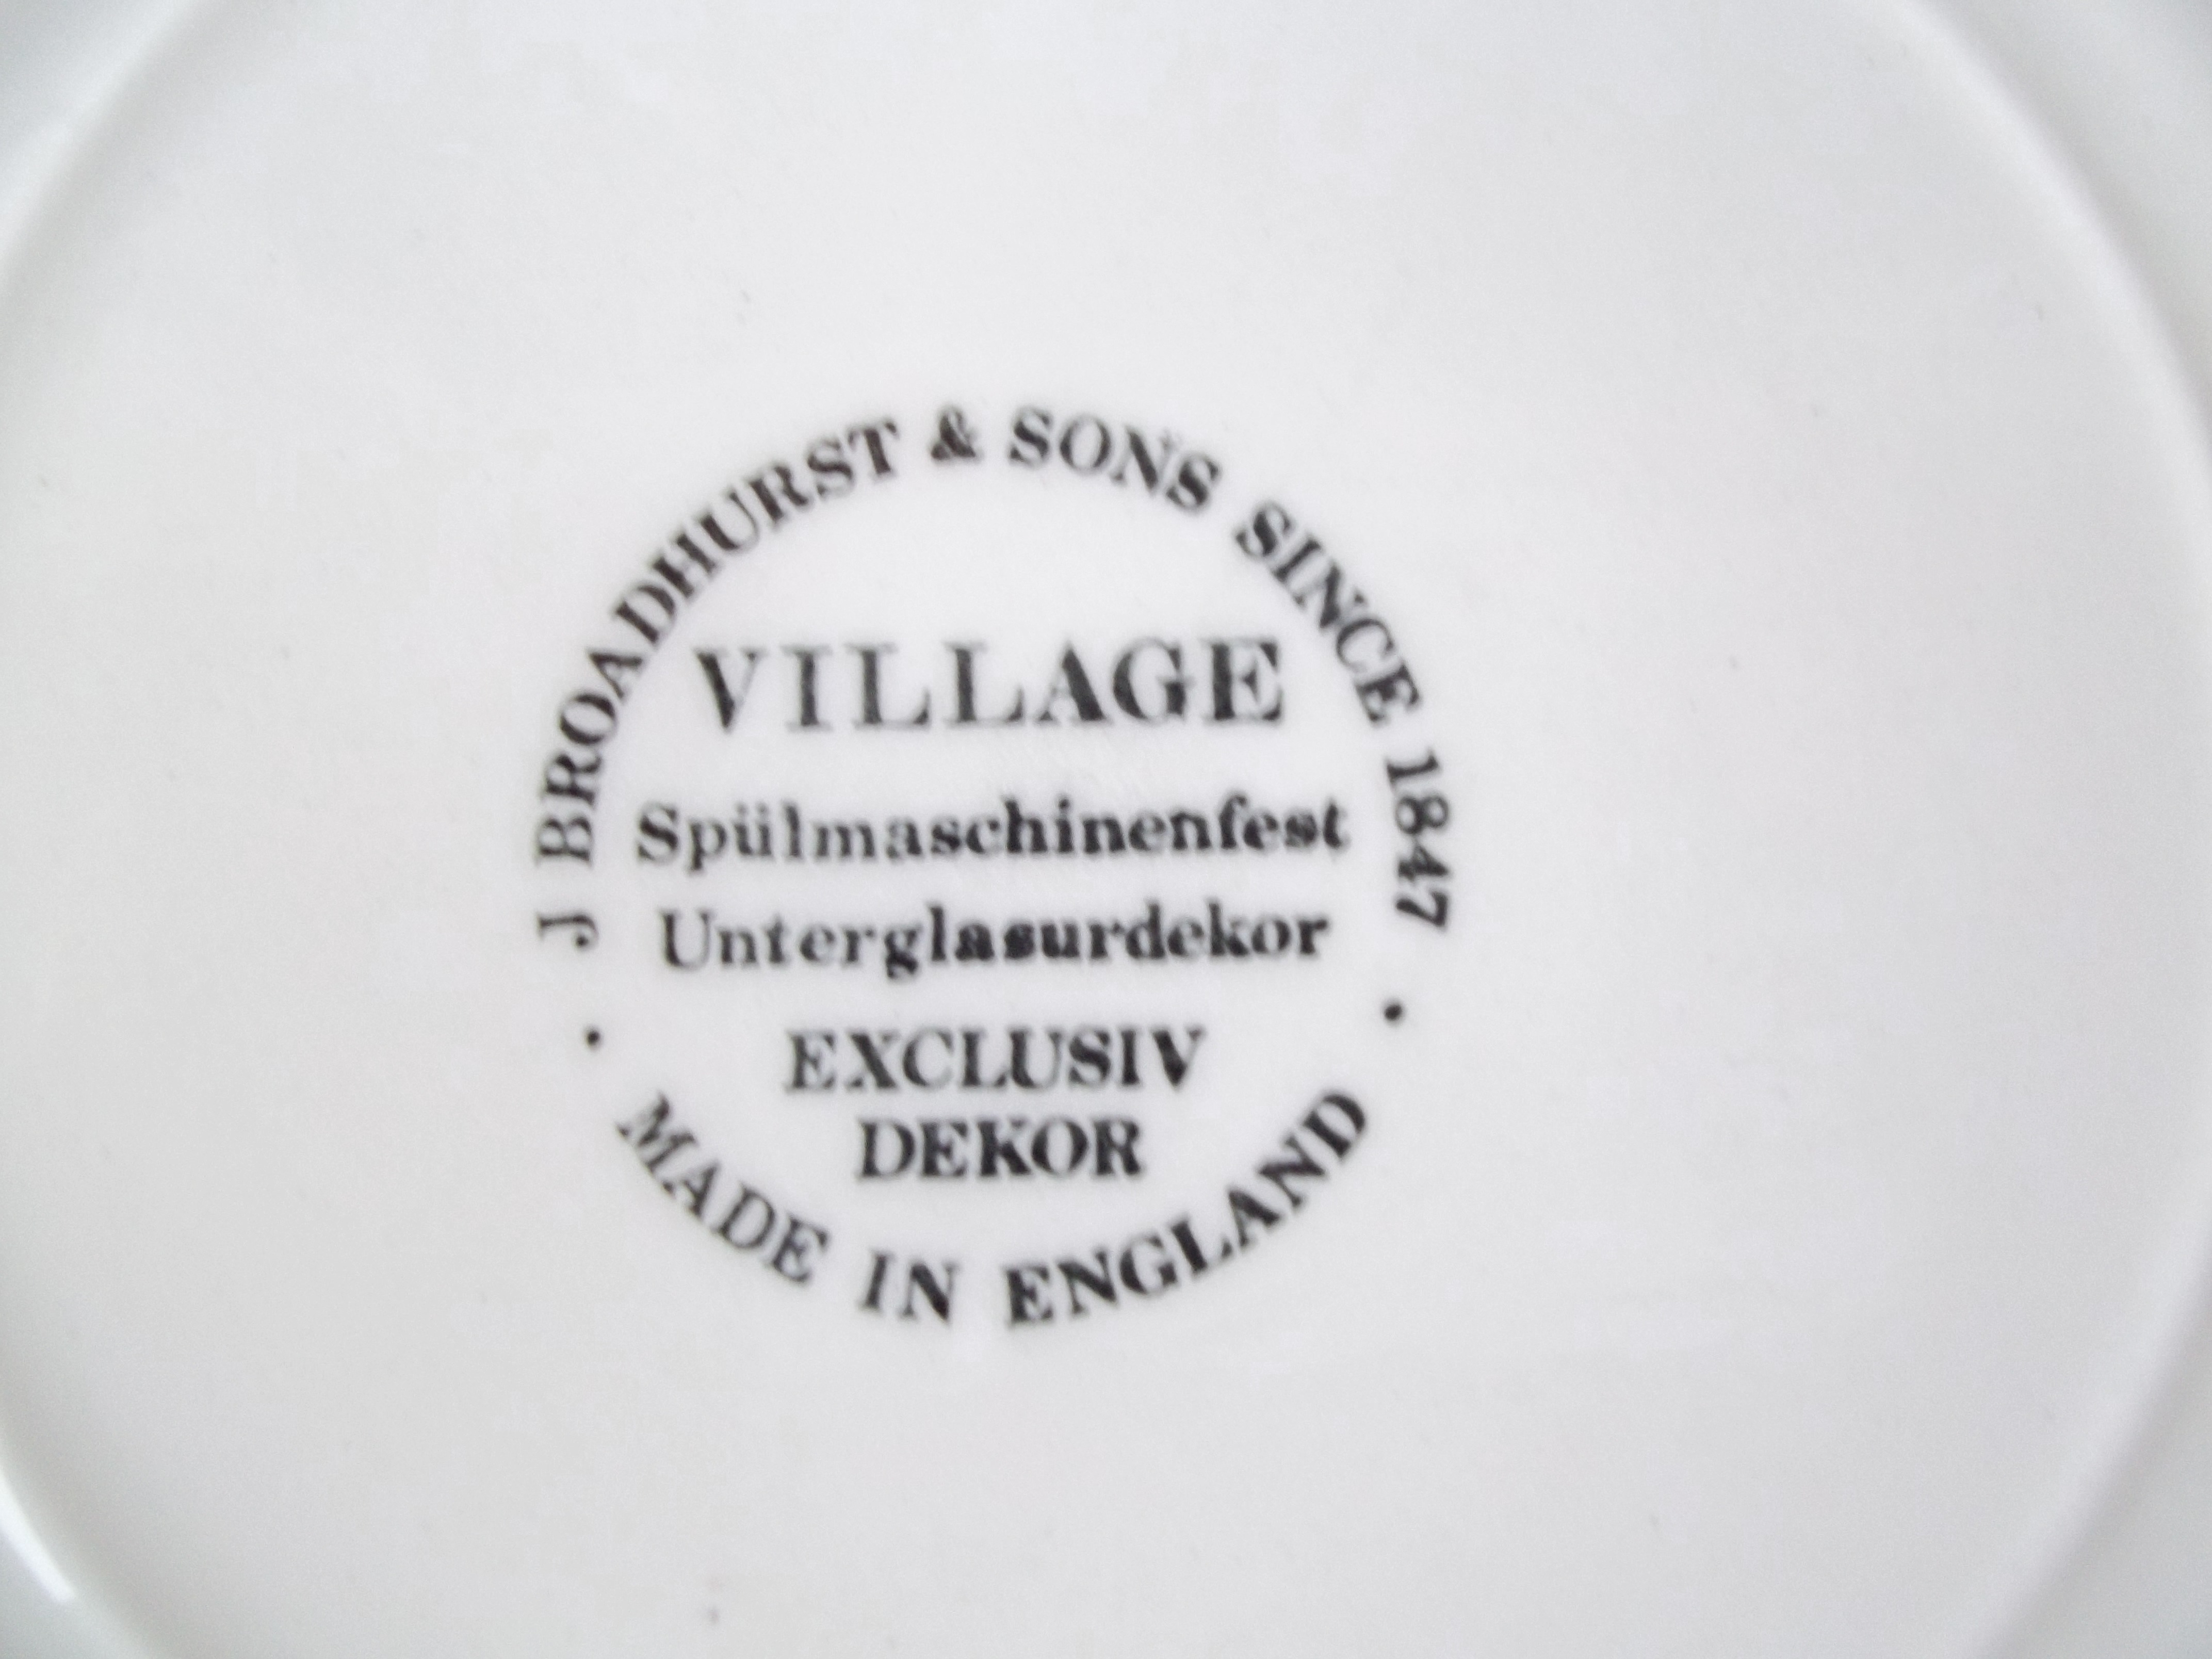 J BROADHURST & SONS SINCE 1847
VILLAGE
Spülmaschinenfest
Unterglasurdekor
EXCLUSIV
DEKOR
· MADE IN ENGLAND ·